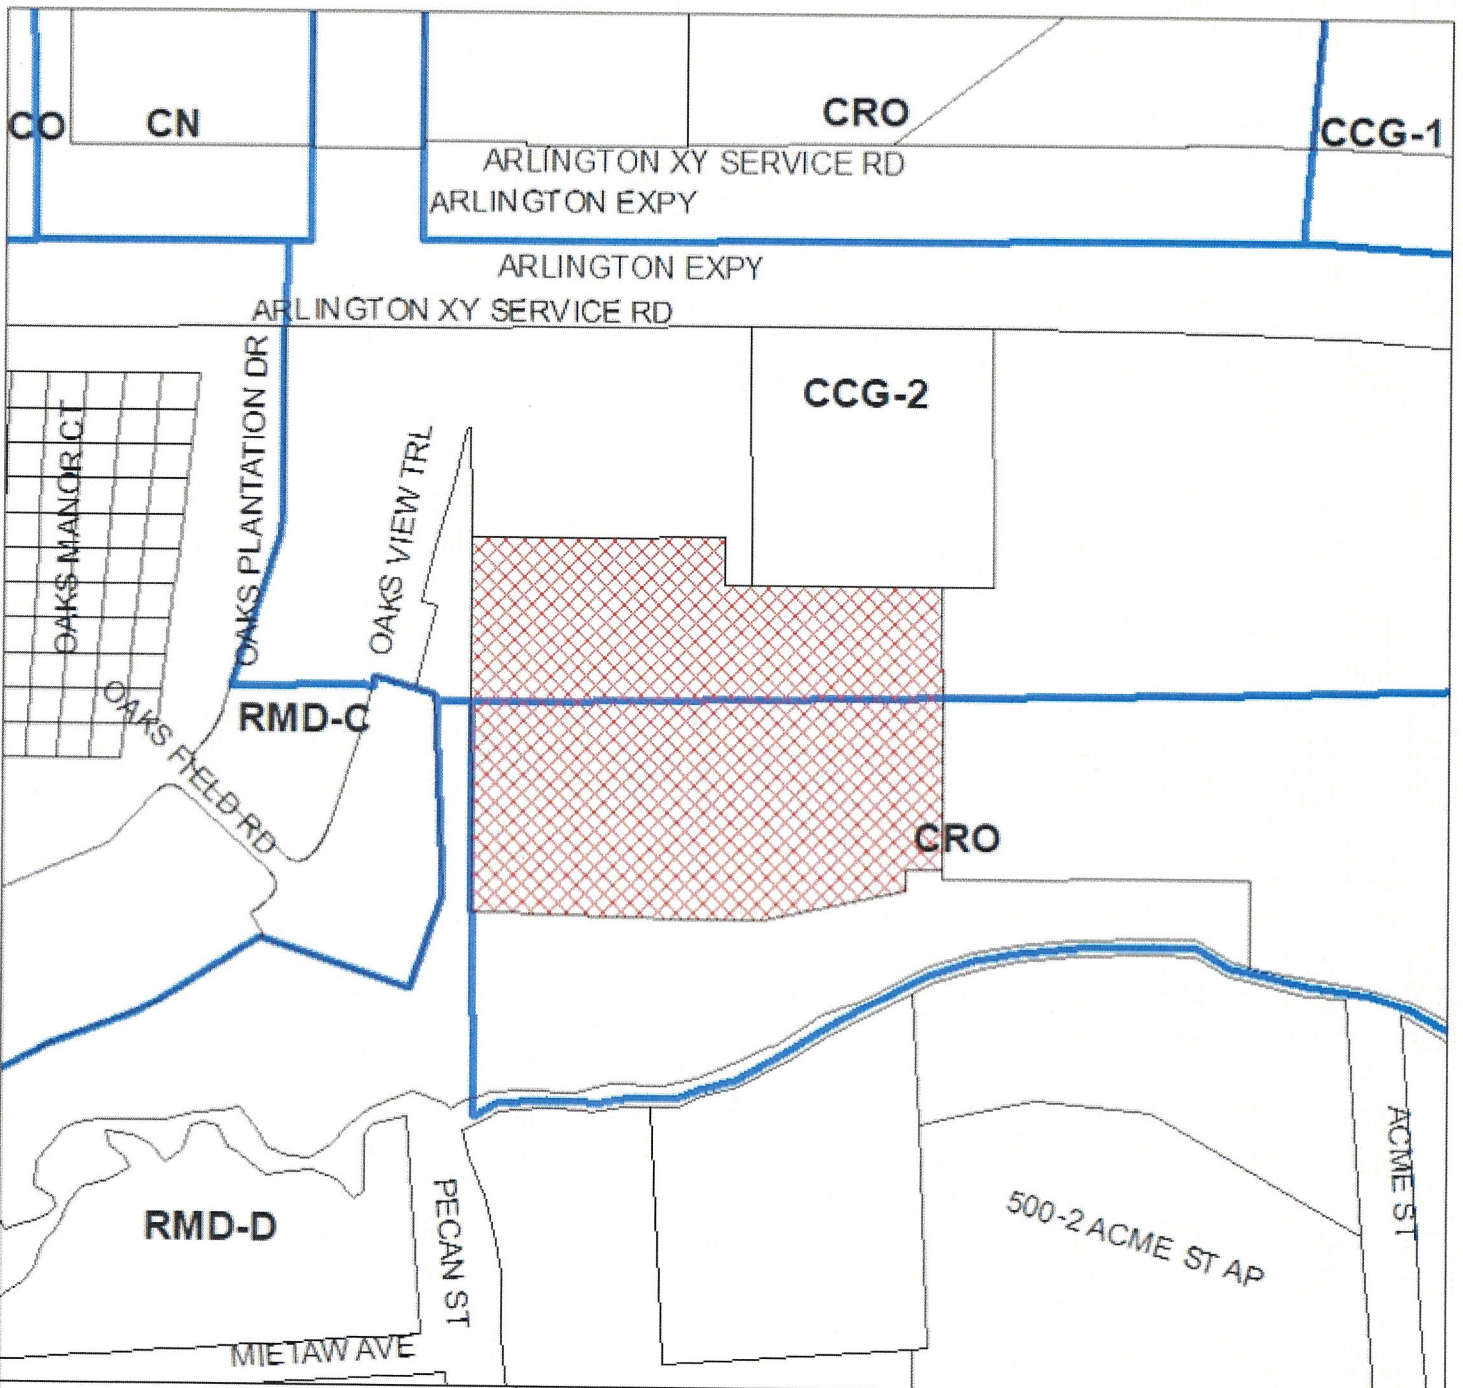 CO
CN
CRO
CCG-1
ARLINGTON XY SERVICE RD
ARLINGTON EXPY
ARLINGTON EXPY
ARLINGTON XY SERVICE RD
CCG-2
OAKS MANOR CT
OAKS PLANTATION DR
OAKS VIEW TRL
OAKS FIELD RD
RMD-C
CRO
RMD-D
PECAN ST
MIETAW AVE
500-2 ACME ST AP
ACME ST